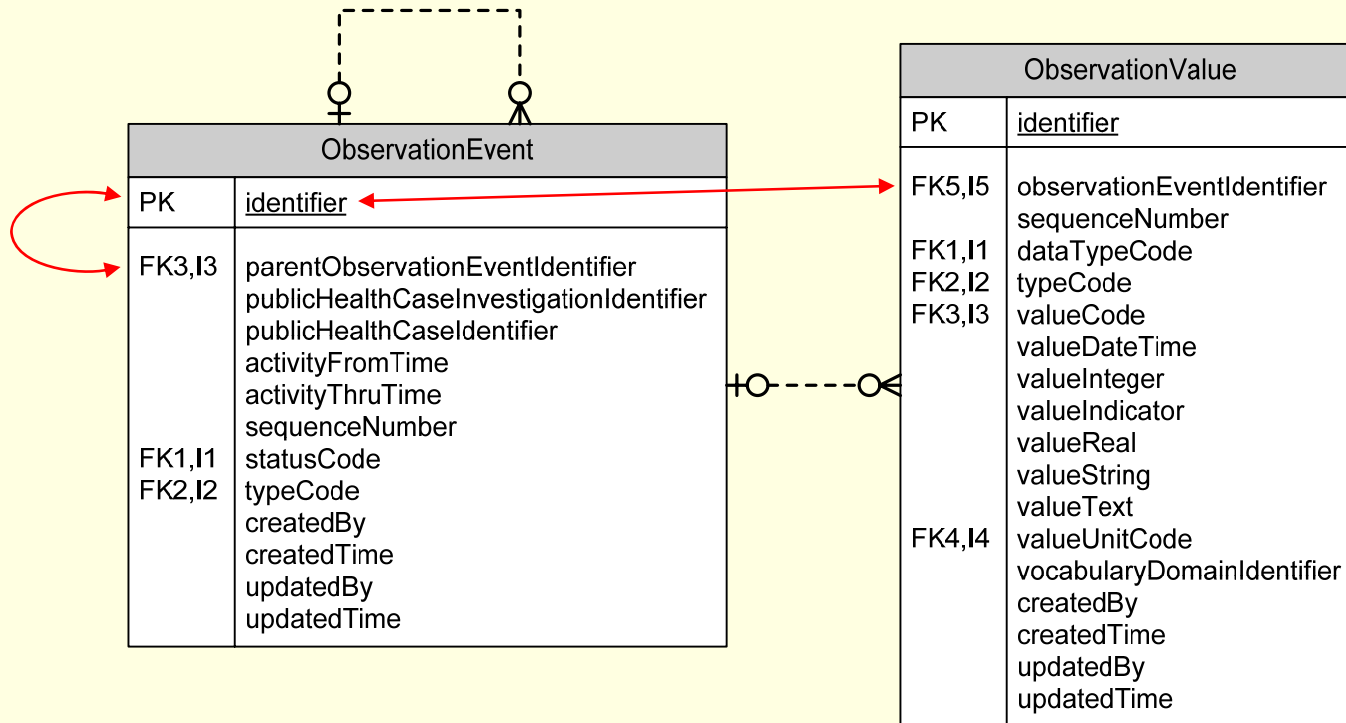 ObservationEvent
PK identifier
FK3,I3 parentObservationEventIdentifier
publicHealthCaseInvestigationIdentifier
publicHealthCaseIdentifier
activityFromTime
activityThruTime
sequenceNumber
FK1,I1 statusCode
FK2,I2 typeCode
createdBy
createdTime
updatedBy
updatedTime
ObservationValue
PK identifier
FK5,I5 observationEventIdentifier
sequenceNumber
FK1,I1 dataTypeCode
FK2,I2 typeCode
FK3,I3 valueCode
valueDateTime
valueInteger
valueIndicator
valueReal
valueString
valueText
FK4,I4 valueUnitCode
vocabularyDomainIdentifier
createdBy
createdTime
updatedBy
updatedTime